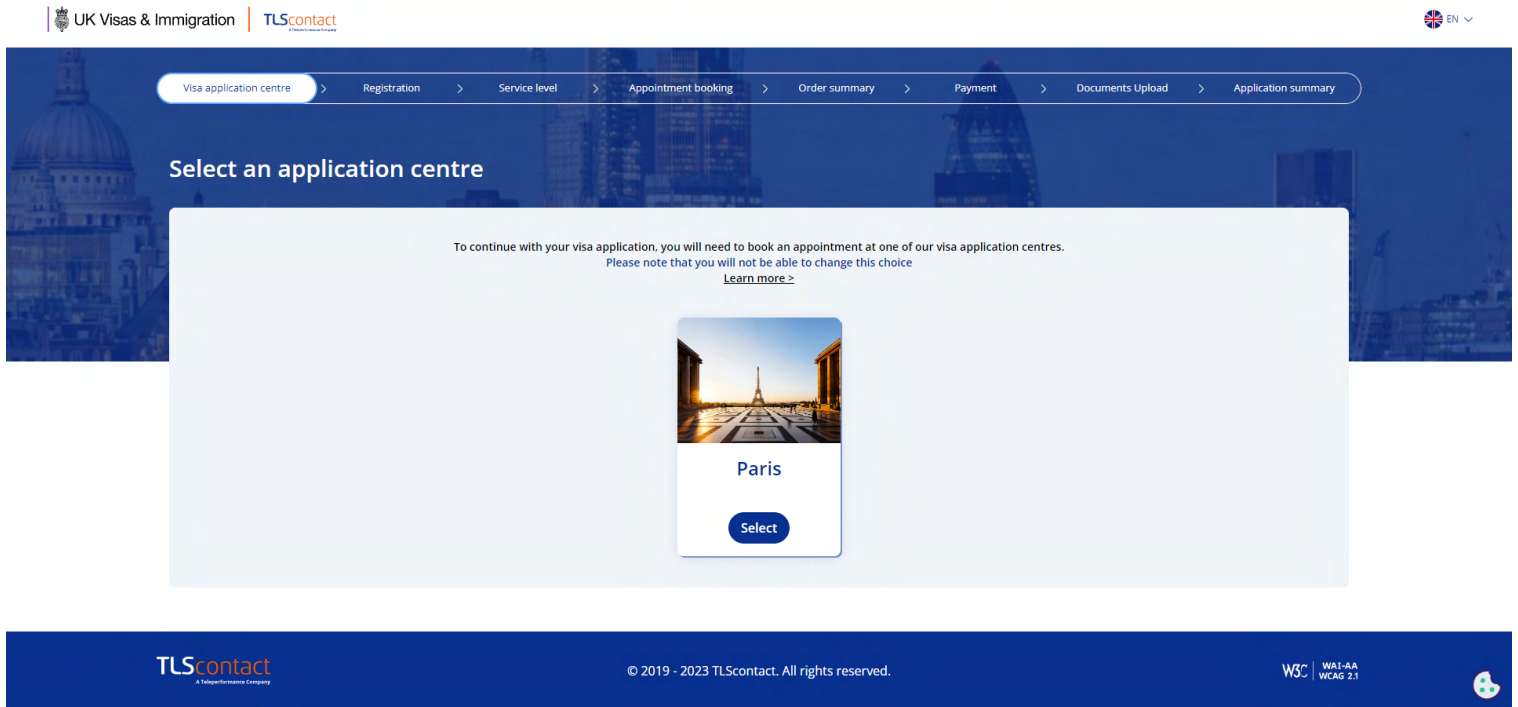 UK Visas & Immigration
TLScontact
A Teleperformance Company
EN
Visa application centre > Registration > Service level > Appointment booking > Order summary > Payment > Documents Upload > Application summary
Select an application centre
To continue with your visa application, you will need to book an appointment at one of our visa application centres.
Please note that you will not be able to change this choice
Learn more >
Paris
Select
TLScontact
A Teleperformance Company
© 2019 - 2023 TLScontact. All rights reserved.
W3C WAI-AA
WCAG 2.1